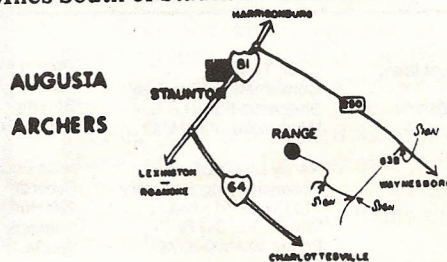 HARRISONBURG
81
AUGUSTA
STAUNTON
250
ARCHERS
RANGE
SIGN
638
LEXINGTON
—
ROANOKE
WAYNESBORO
64
SIGN
SIGN
CHARLOTTESVILLE